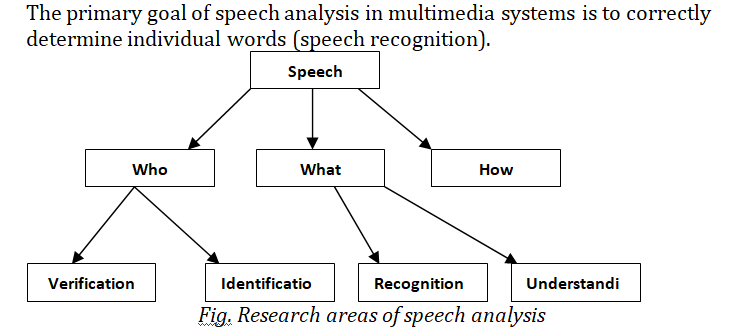 The primary goal of speech analysis in multimedia systems is to correctly
determine individual words (speech recognition).
Speech
Who
What
How
Verification
Identificatio
Recognition
Understandi
Fig. Research areas of speech analysis